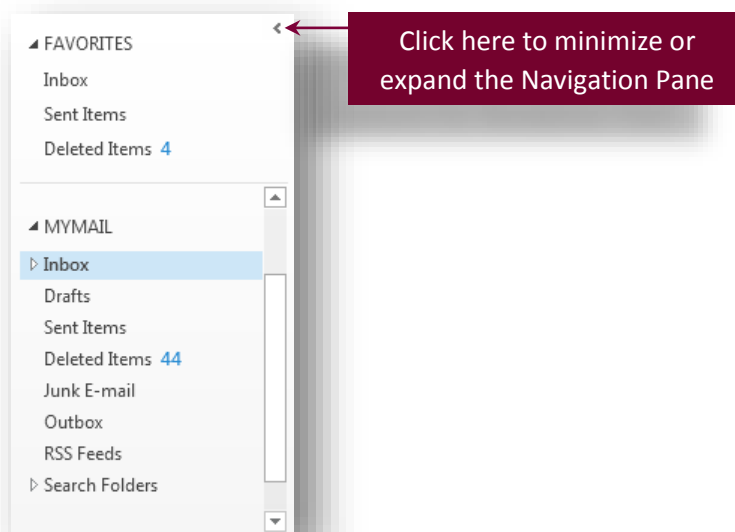 FAVORITES
Inbox
Sent Items
Deleted Items 4
Click here to minimize or
expand the Navigation Pane
MYMAIL
Inbox
Drafts
Sent Items
Deleted Items 44
Junk E-mail
Outbox
RSS Feeds
Search Folders